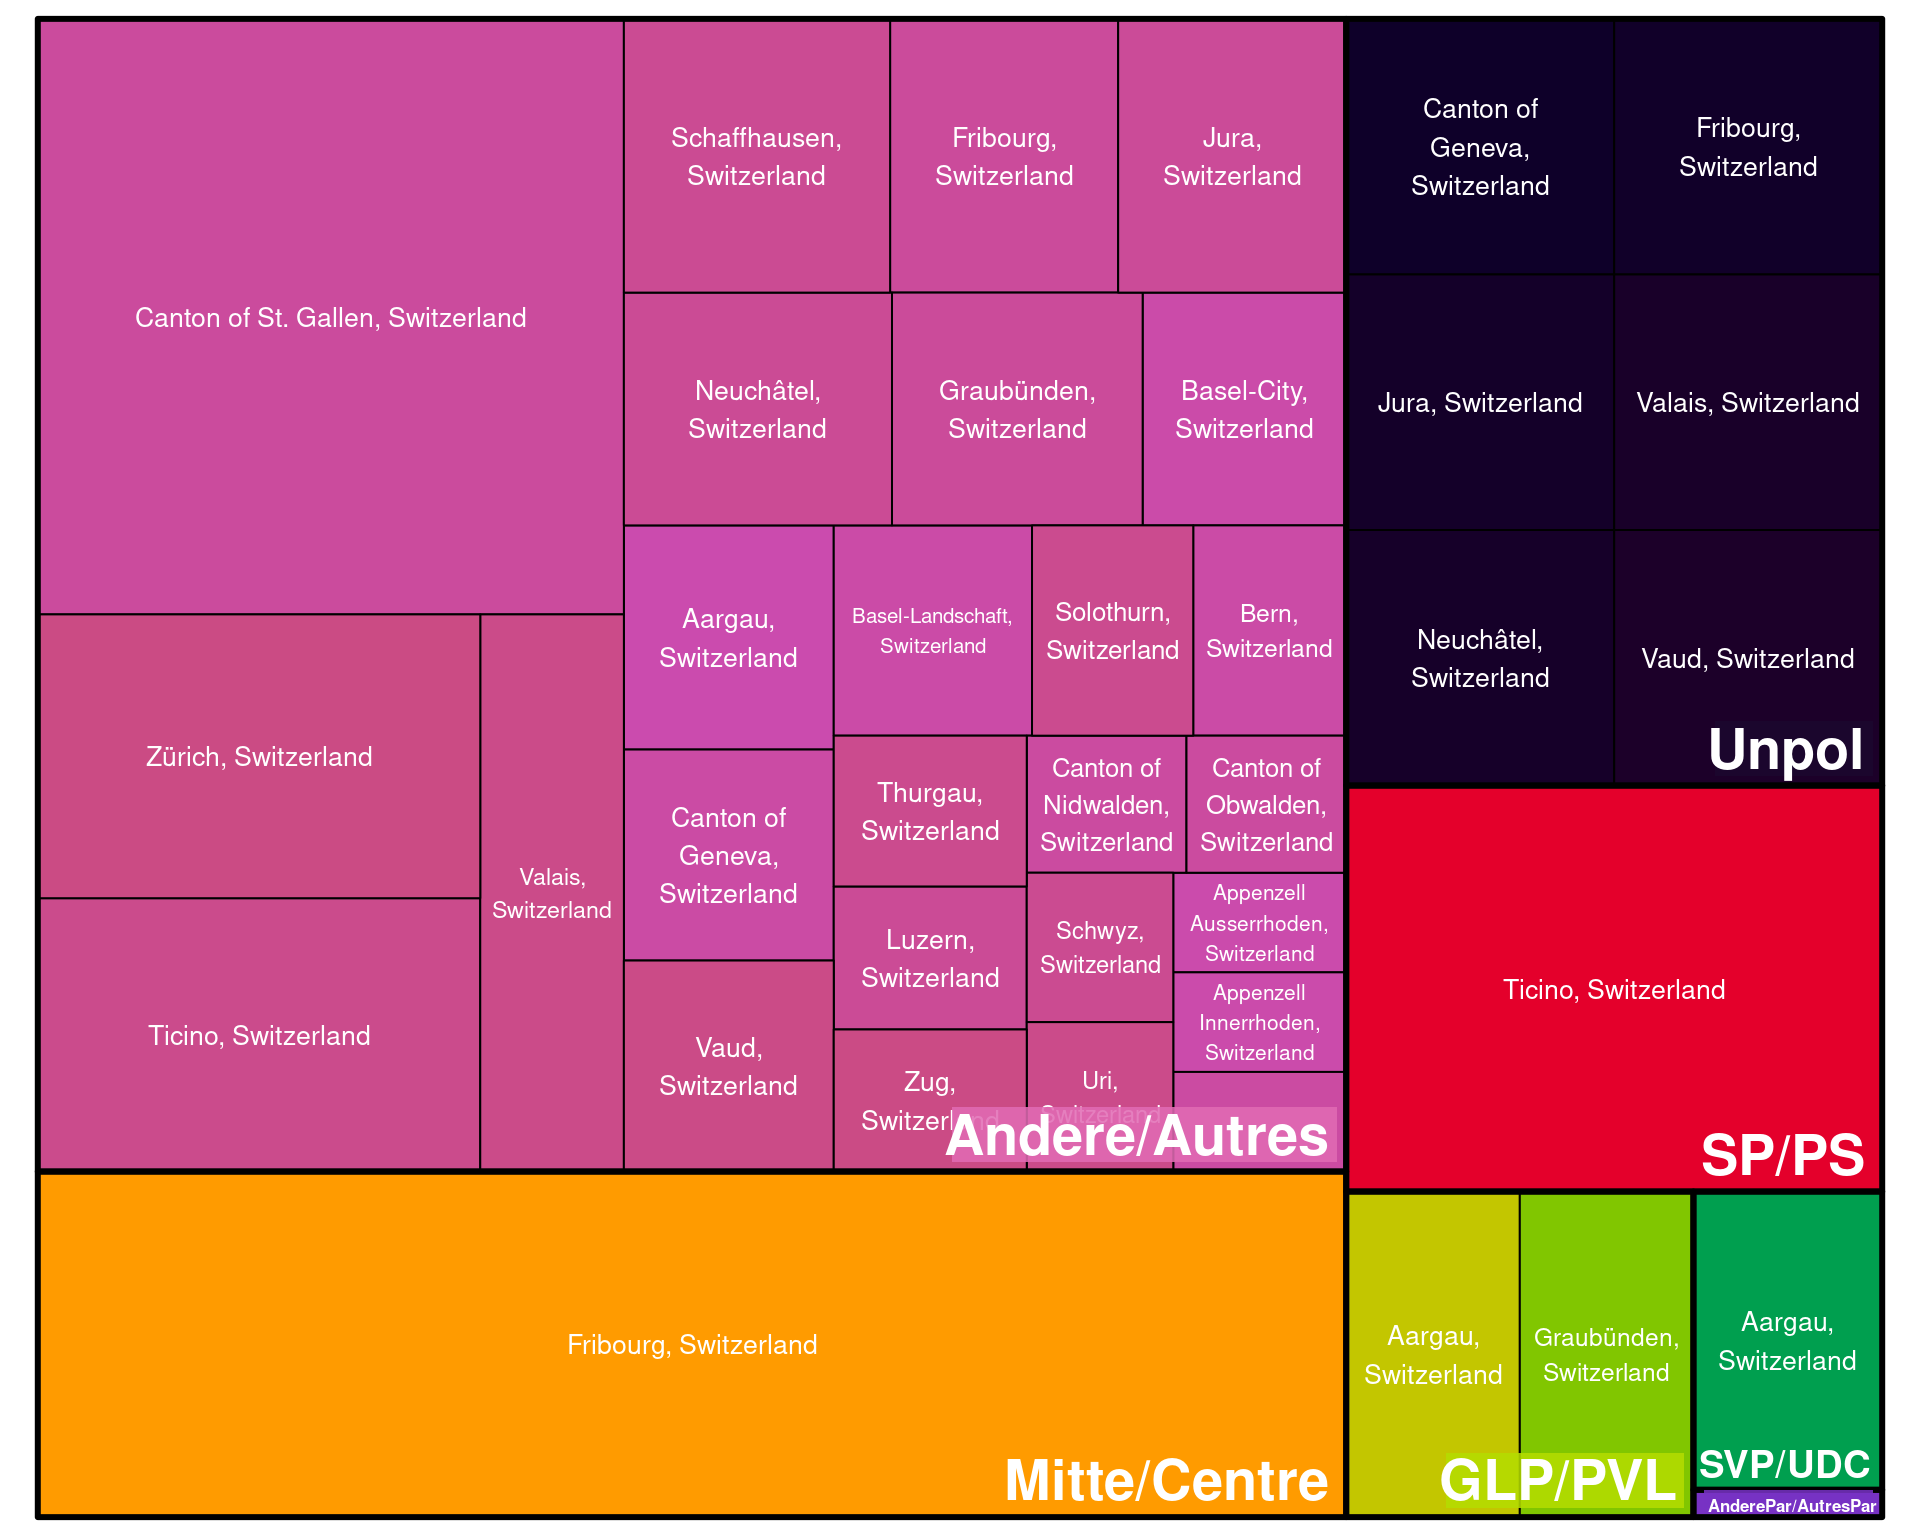 Canton of St. Gallen, Switzerland
Schaffhausen,
Switzerland
Fribourg,
Switzerland
Jura,
Switzerland
Neuchâtel,
Switzerland
Graubünden,
Switzerland
Basel-City,
Switzerland
Zürich, Switzerland
Ticino, Switzerland
Valais,
Switzerland
Aargau,
Switzerland
Basel-Landschaft,
Switzerland
Solothurn,
Switzerland
Bern,
Switzerland
Canton of
Geneva,
Switzerland
Thurgau,
Switzerland
Canton of
Nidwalden,
Switzerland
Canton of
Obwalden,
Switzerland
Luzern,
Switzerland
Schwyz,
Switzerland
Appenzell
Ausserrhoden,
Switzerland
Appenzell
Innerrhoden,
Switzerland
Vaud,
Switzerland
Zug,
Switzerland
Uri,
Switzerland
Andere/Autres
Fribourg, Switzerland
Mitte/Centre
Canton of
Geneva,
Switzerland
Fribourg,
Switzerland
Jura, Switzerland
Valais, Switzerland
Neuchâtel,
Switzerland
Vaud, Switzerland
Unpol
Ticino, Switzerland
SP/PS
Aargau,
Switzerland
Graubünden,
Switzerland
GLP/PVL
Aargau,
Switzerland
SVP/UDC
AnderePar/AutresPar